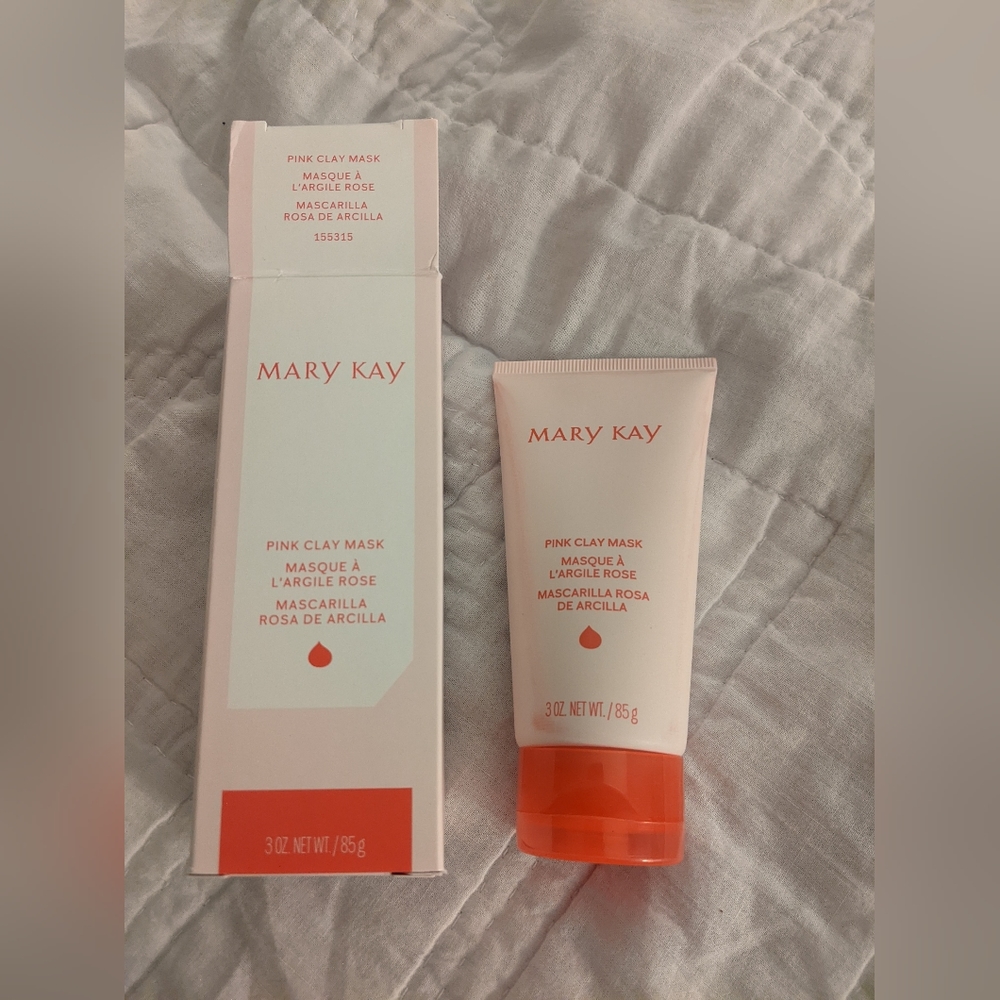 PINK CLAY MASK
MASQUE À
L'ARGILE ROSE
MASCARILLA
ROSA DE ARCILLA
155315
MARY KAY
PINK CLAY MASK
MASQUE À
L'ARGILE ROSE
MASCARILLA
ROSA DE ARCILLA
3 OZ. NET WT. / 85 g
MARY KAY
PINK CLAY MASK
MASQUE À
L'ARGILE ROSE
MASCARILLA ROSA
DE ARCILLA
3 OZ. NET WT. / 85 g